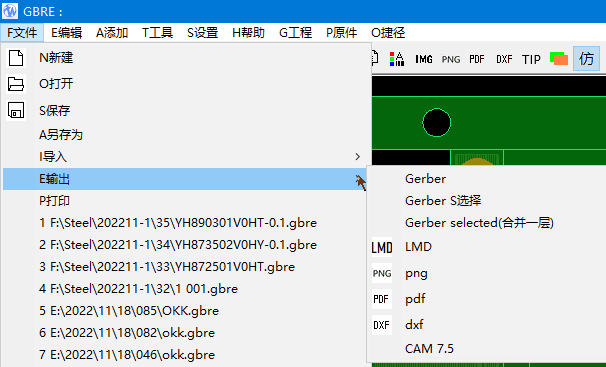 GBRE :
F文件 E编辑 A添加 T工具 S设置 H帮助 G工程 P原件 O捷径
N新建
IMG PNG PDF DXF TIP 仿
O打开
S保存
A另存为
I导入
E输出
P打印
1 F:\Steel\202211-1\35\YH890301V0HT-0.1.gbre
2 F:\Steel\202211-1\34\YH873502V0HY-0.1.gbre
3 F:\Steel\202211-1\33\YH872501V0HT.gbre
4 F:\Steel\202211-1\32\1 001.gbre
5 E:\2022\11\18\085\OKK.gbre
6 E:\2022\11\18\082\okk.gbre
7 E:\2022\11\18\046\okk.gbre
Gerber
Gerber S选择
Gerber selected(合并一层)
LMD LMD
PNG png
PDF pdf
DXF dxf
CAM 7.5